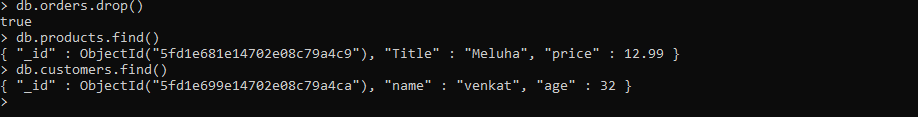 > db.orders.drop()
true
> db.products.find()
{ "_id" : ObjectId("5fd1e681e14702e08c79a4c9"), "Title" : "Meluha", "price" : 12.99 }
> db.customers.find()
{ "_id" : ObjectId("5fd1e699e14702e08c79a4ca"), "name" : "venkat", "age" : 32 }
>